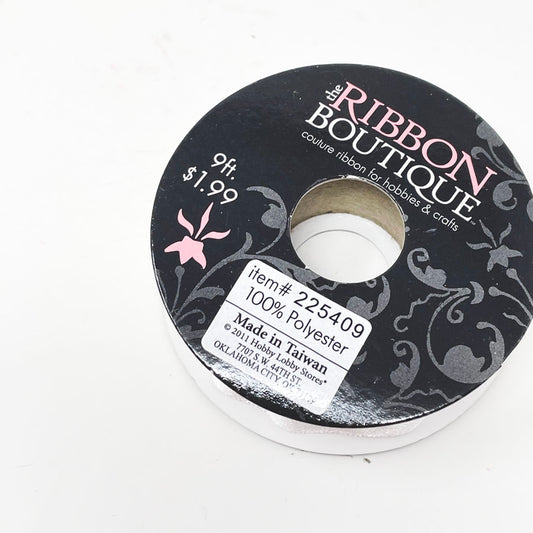 the
RIBBON
BOUTIQUE™
couture ribbon for hobbies & crafts
9ft.
$1.99
item# 225409
100% Polyester
Made in Taiwan
© 2011 Hobby Lobby Stores®
7707 S.W. 44TH ST.
OKLAHOMA CITY,